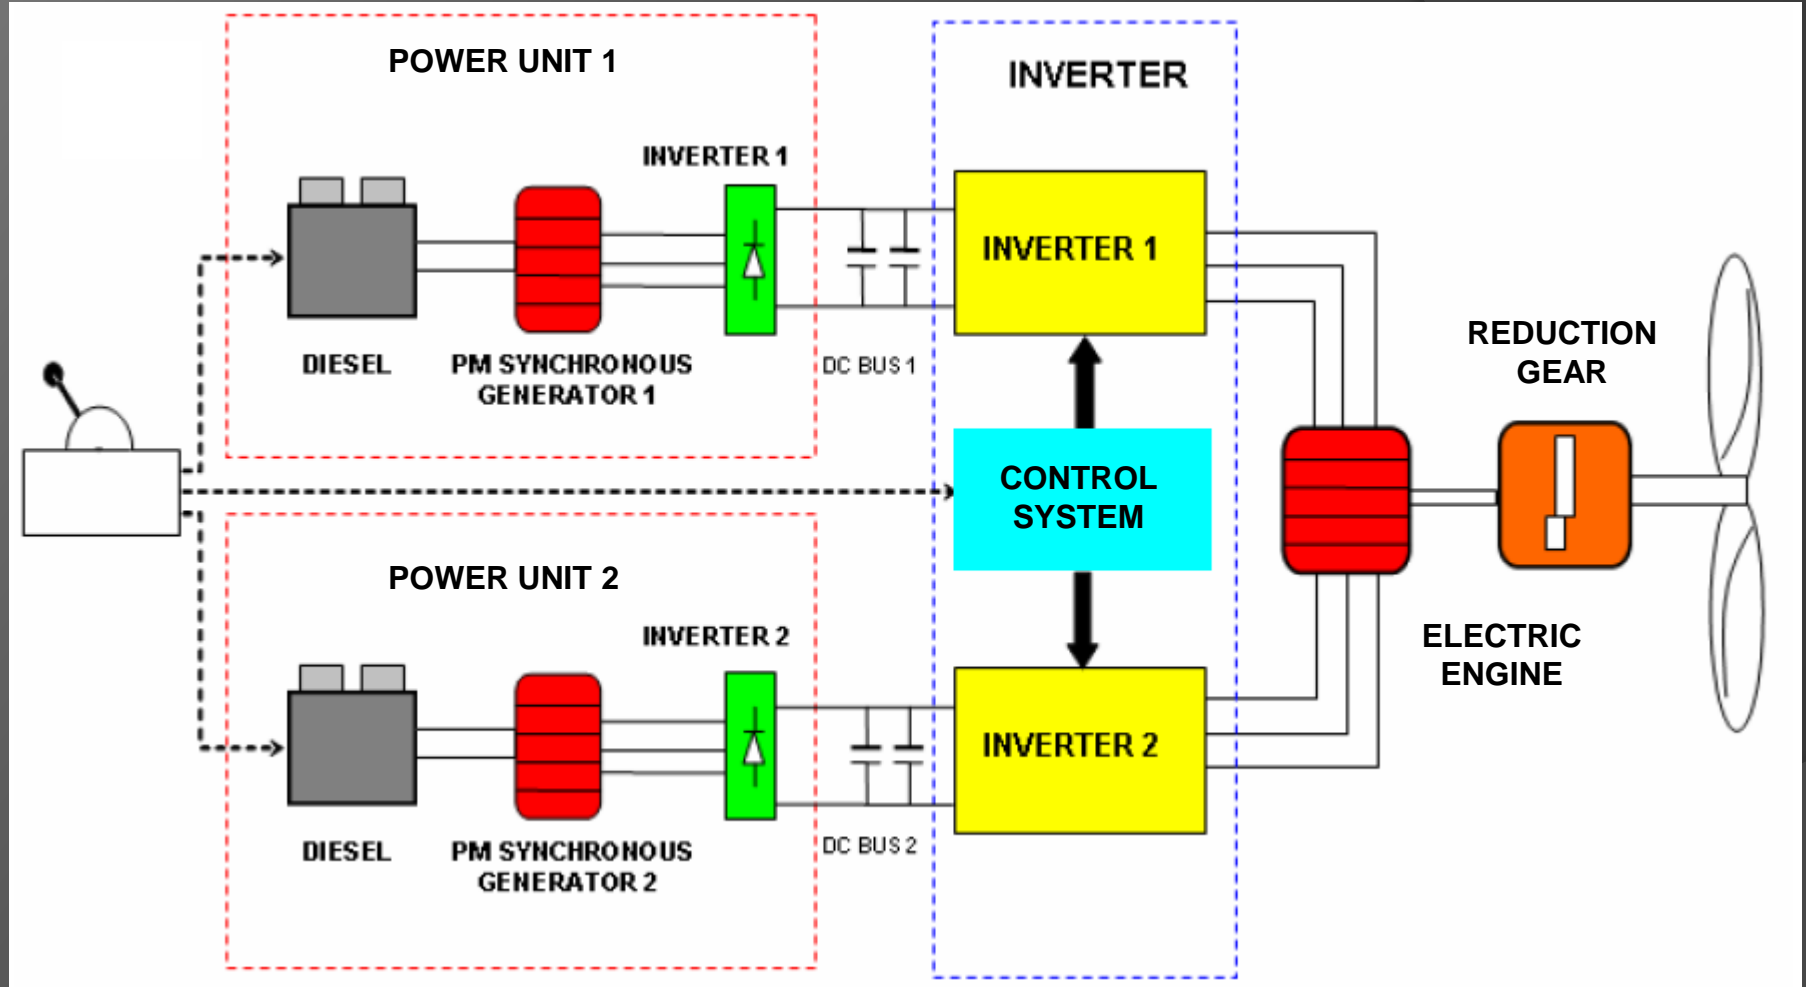 POWER UNIT 1
INVERTER 1
DIESEL
PM SYNCHRONOUS
GENERATOR 1
DC BUS 1
INVERTER
INVERTER 1
CONTROL
SYSTEM
INVERTER 2
REDUCTION
GEAR
ELECTRIC
ENGINE
POWER UNIT 2
INVERTER 2
DIESEL
PM SYNCHRONOUS
GENERATOR 2
DC BUS 2